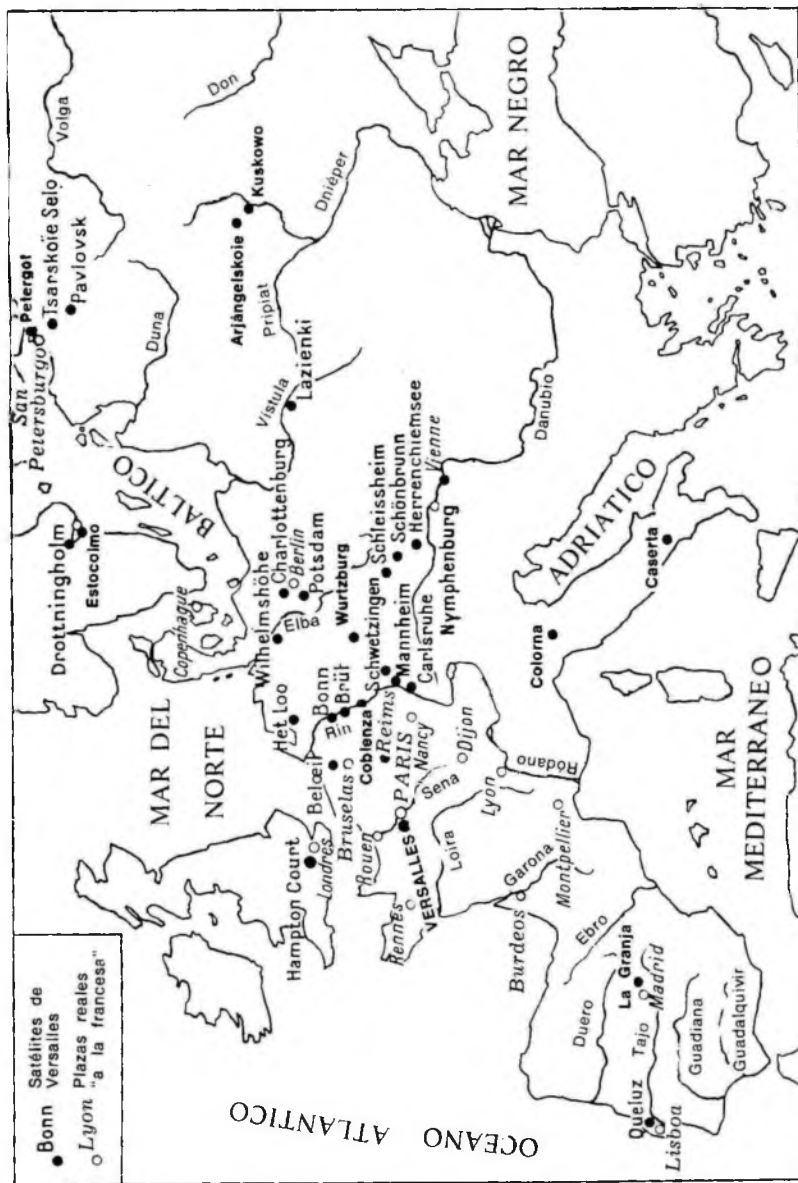 ● Bonn Satélites de Versalles
○ Lyon Plazas reales "a la francesa"
OCEANO ATLANTICO
MAR DEL NORTE
BALTICO
MAR NEGRO
ADRIATICO
MAR MEDITERRANEO
San Petersburgo
Petergot
Tsarskoïe Selo
Pavlovsk
Volga
Don
Duna
Drottningholm
Estocolmo
Copenhague
Arjángelskoie
Kuskowo
Dniéper
Pripiat
Vistula
Lazienki
Wilhelmshöhe
Charlottenburg
Berlin
Potsdam
Elba
Wurtzburg
Schwetzingen
Schleissheim
Schönbrunn
Herrenchiemsee
Mannheim
Carlsruhe
Nymphenburg
Vienne
Danubio
Het Loo
Bonn
Brül
Rin
Coblenza
Belœil
Bruselas
Hampton Court
Londres
Reims
PARIS
Nancy
Rouen
VERSALLES
Rennes
Sena
Dijon
Loira
Lyon
Ródano
Garona
Montpellier
Burdeos
Colorna
Caserta
Ebro
Duero
La Granja
Madrid
Tajo
Queluz
Lisboa
Guadiana
Guadalquivir